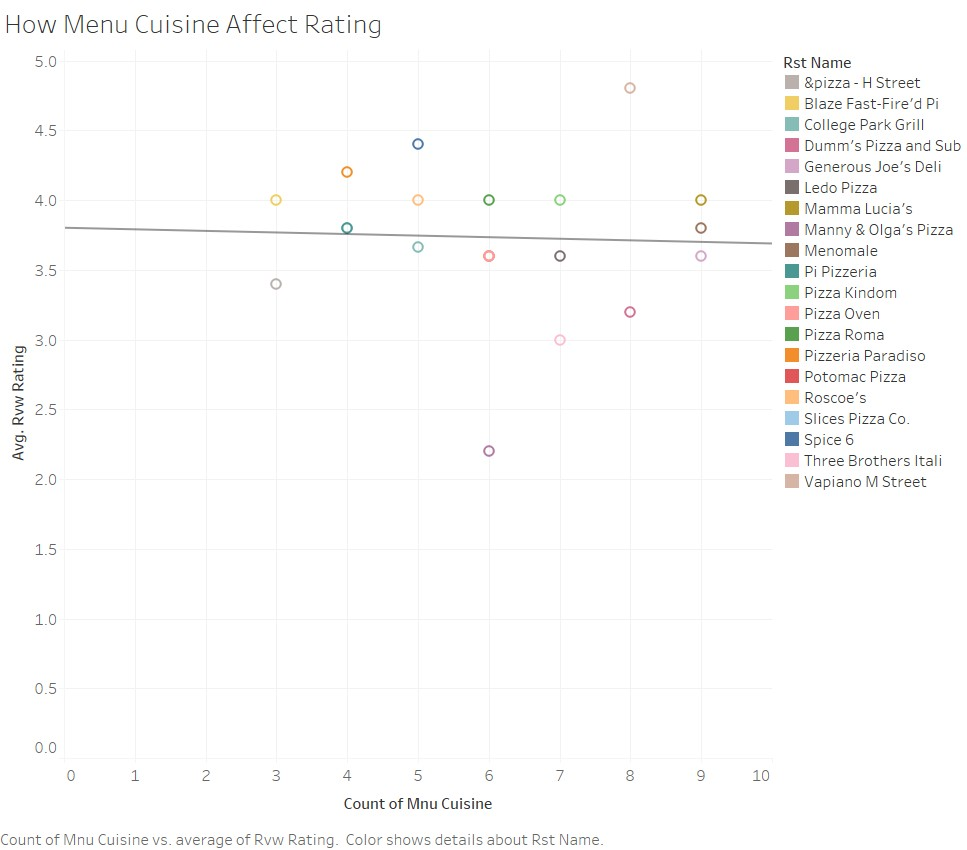 How Menu Cuisine Affect Rating
5.0
4.5
4.0
3.5
3.0
2.5
2.0
1.5
1.0
0.5
0.0
Avg. Rvw Rating
0 1 2 3 4 5 6 7 8 9 10
Count of Mnu Cuisine
Rst Name
&pizza - H Street
Blaze Fast-Fire'd Pi
College Park Grill
Dumm's Pizza and Sub
Generous Joe's Deli
Ledo Pizza
Mamma Lucia's
Manny & Olga's Pizza
Menomale
Pi Pizzeria
Pizza Kindom
Pizza Oven
Pizza Roma
Pizzeria Paradiso
Potomac Pizza
Roscoe's
Slices Pizza Co.
Spice 6
Three Brothers Itali
Vapiano M Street
Count of Mnu Cuisine vs. average of Rvw Rating.  Color shows details about Rst Name.